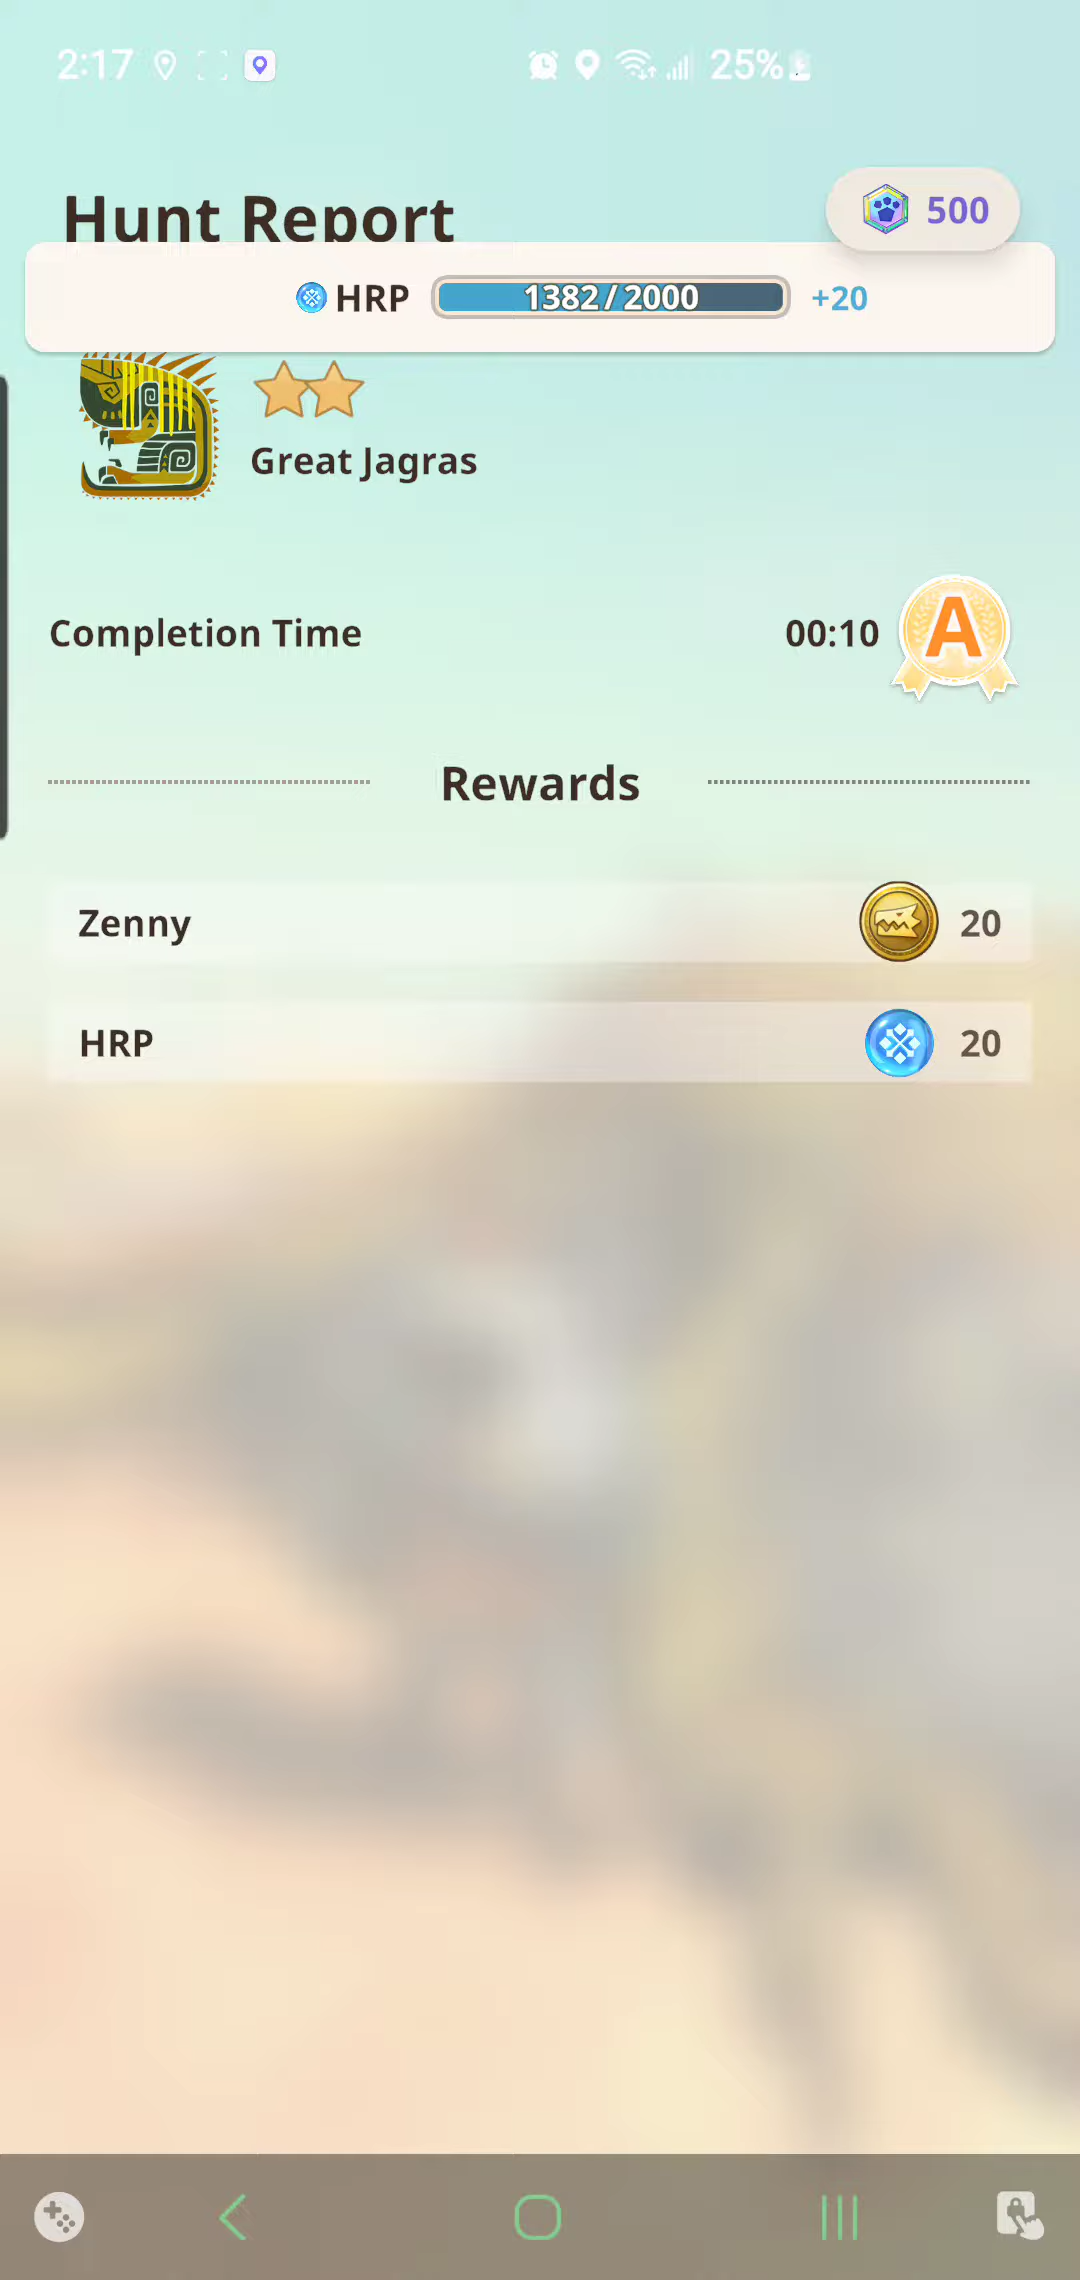 2:17
25%
Hunt Report
500
HRP 1382/2000 +20
Great Jagras
Completion Time 00:10 A
Rewards
Zenny 20
HRP 20